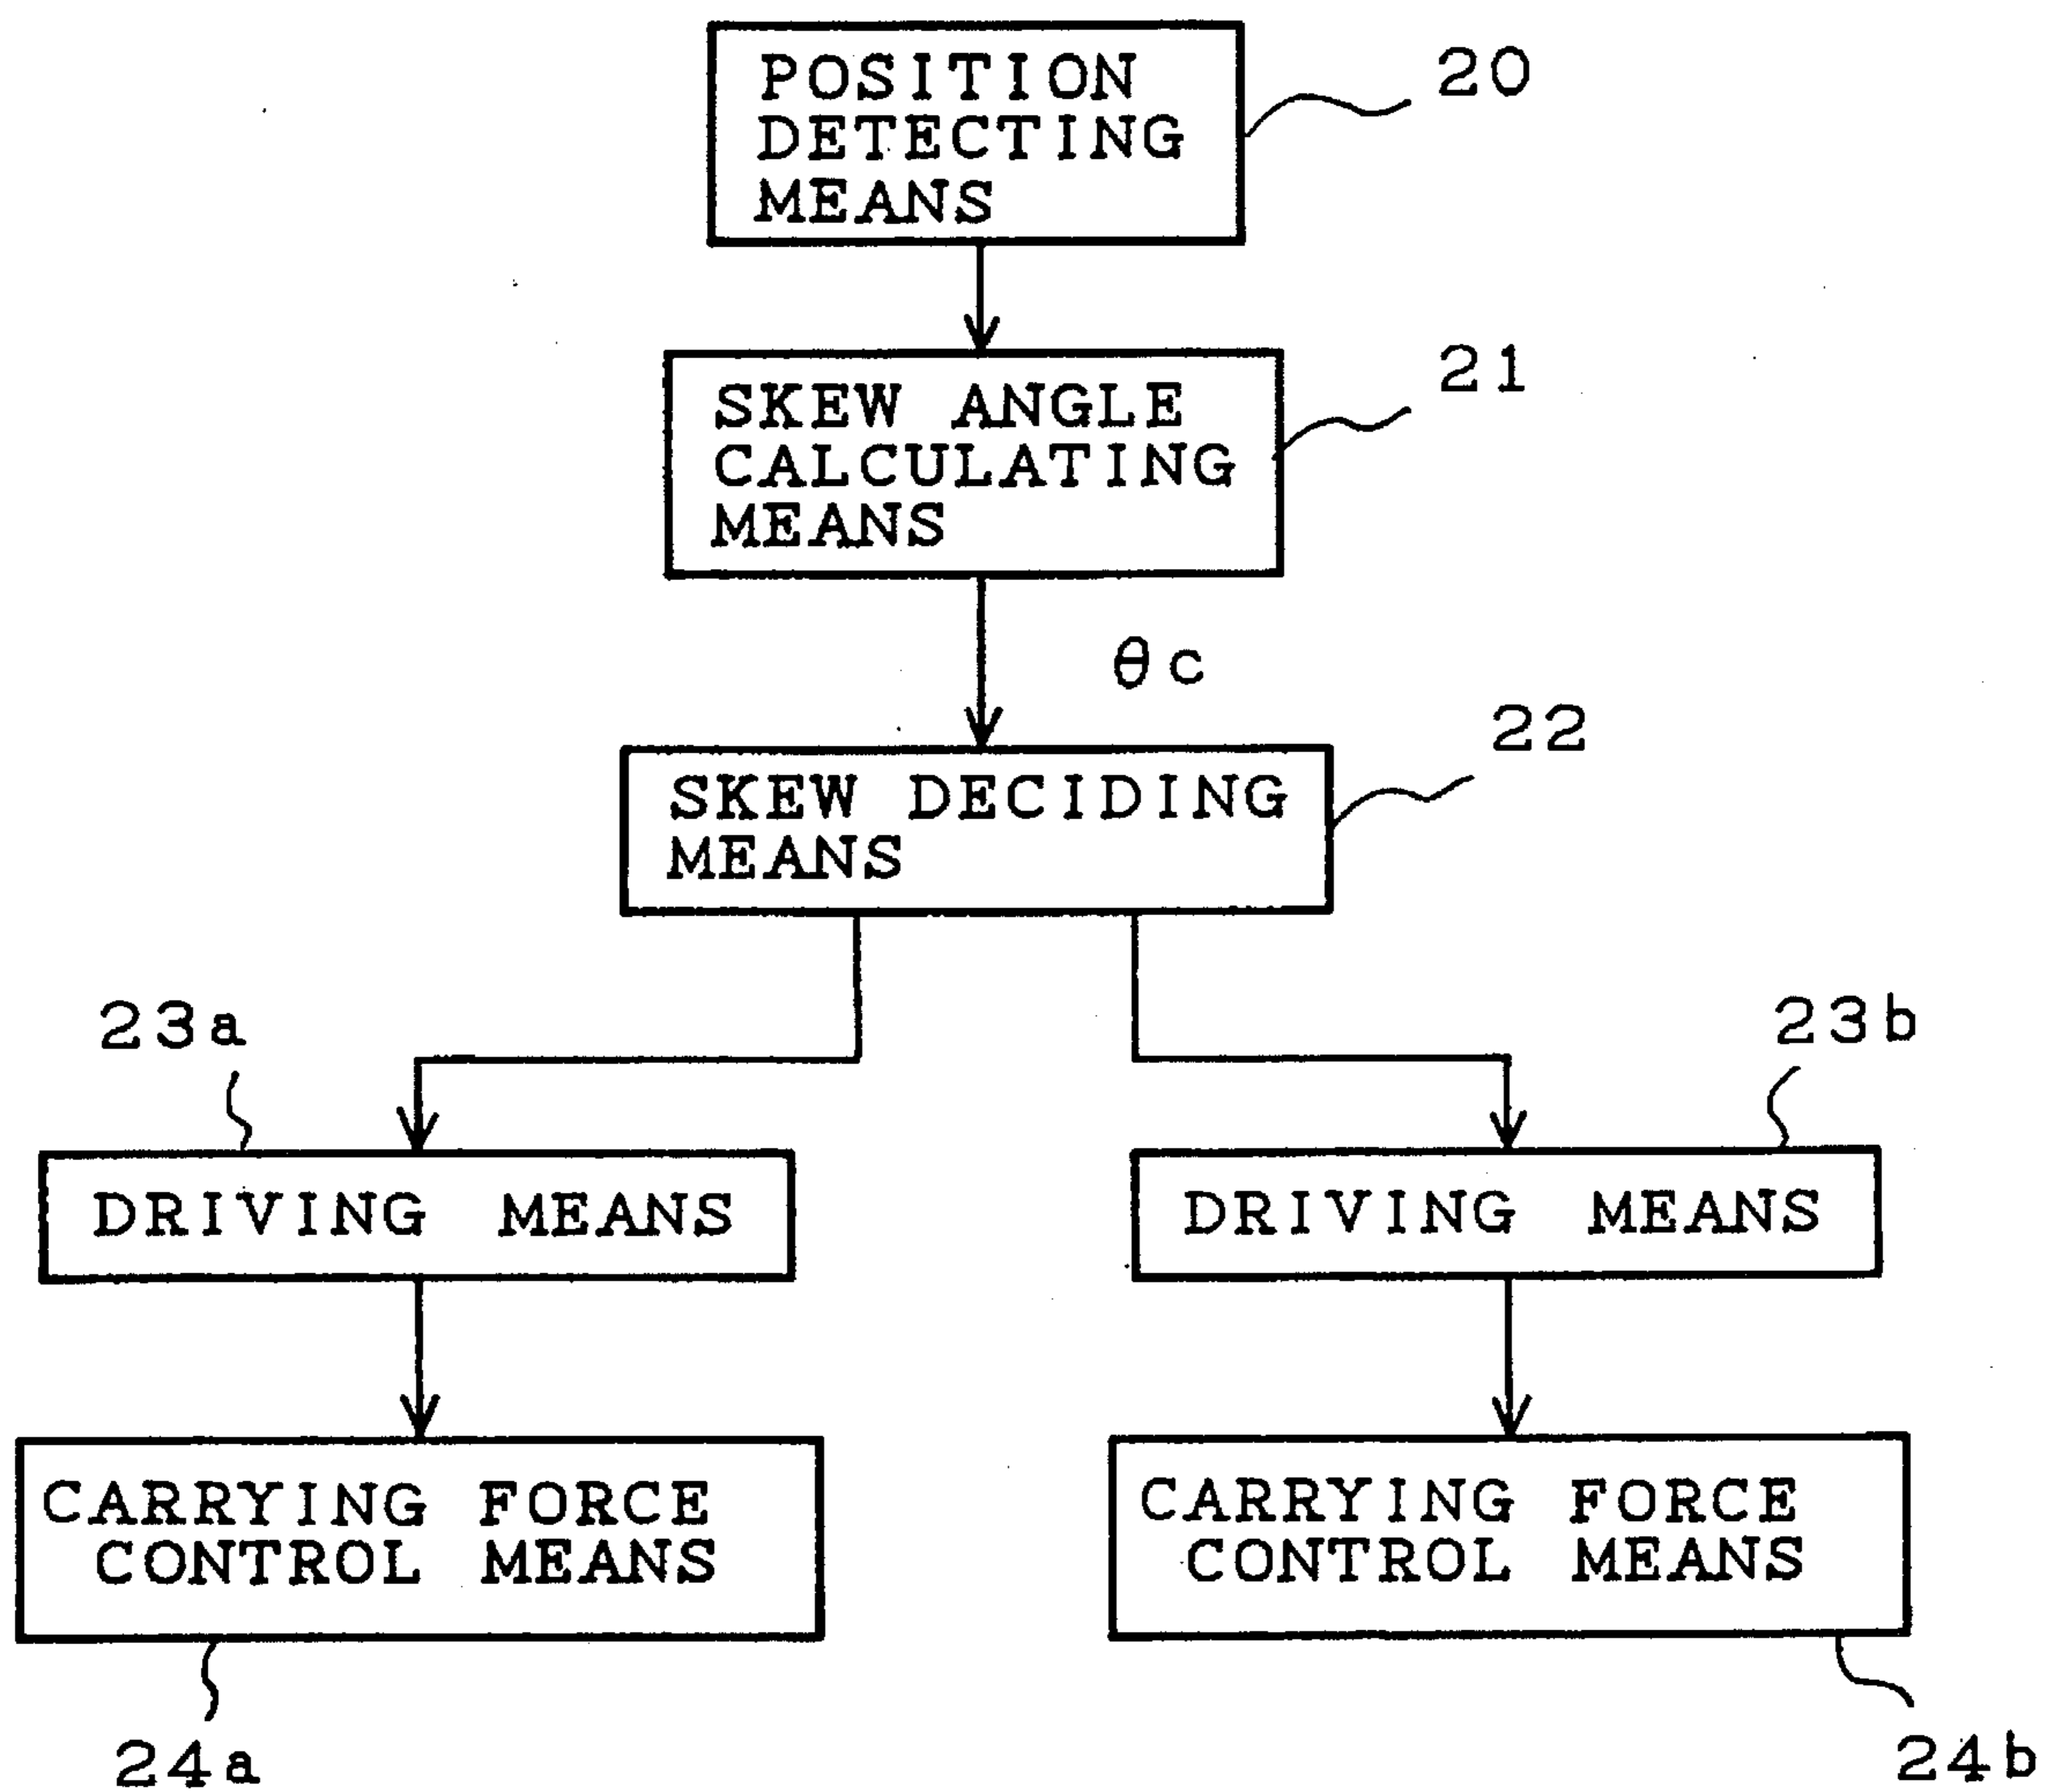 POSITION
DETECTING
MEANS
20
SKEW ANGLE
CALCULATING
MEANS
21
θc
22
SKEW DECIDING
MEANS
23a
23b
DRIVING MEANS
DRIVING MEANS
CARRYING FORCE
CONTROL MEANS
CARRYING FORCE
CONTROL MEANS
24a
24b